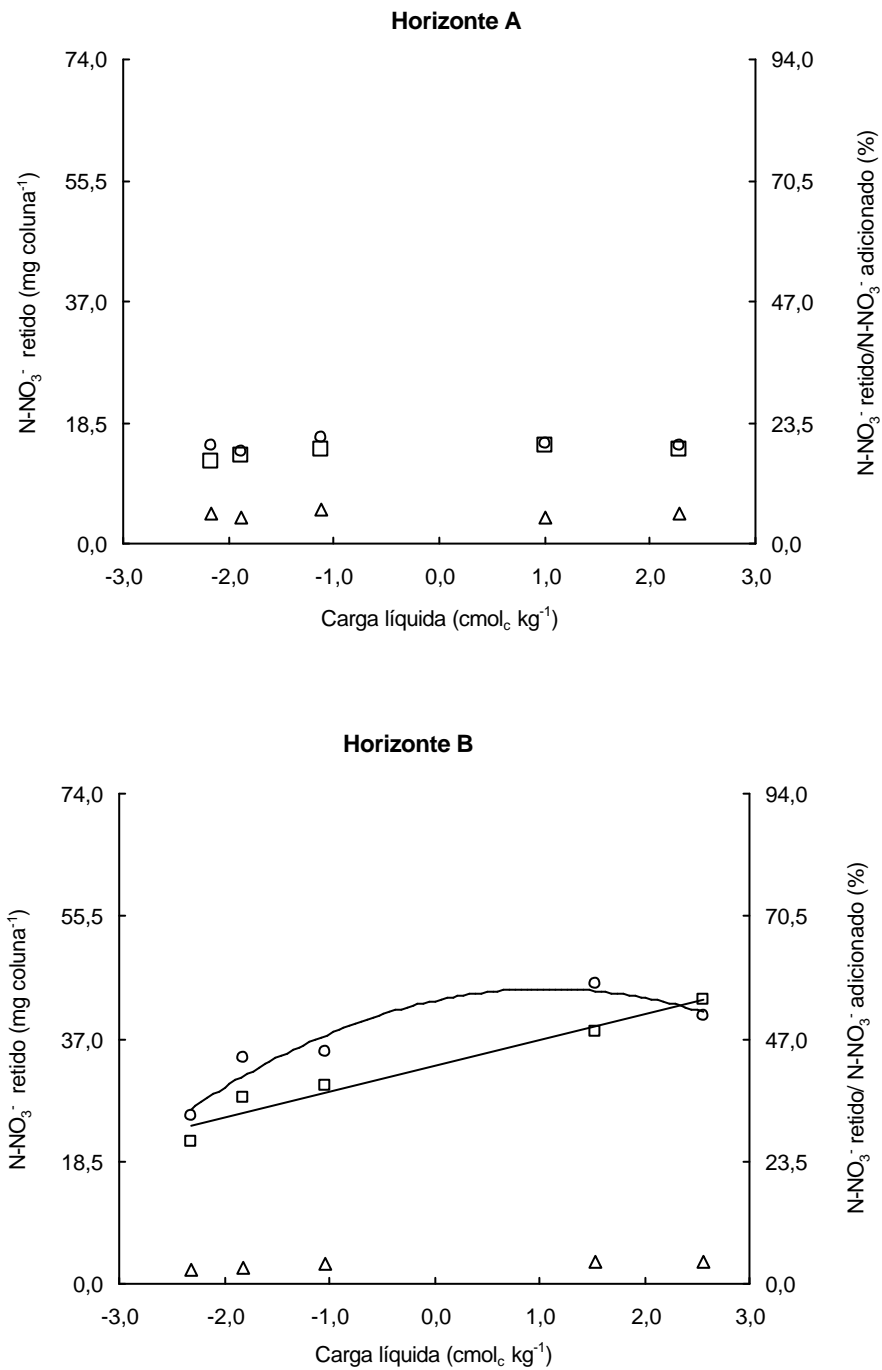 Horizonte A
74,0
55,5
37,0
18,5
0,0
94,0
70,5
47,0
23,5
0,0
N-NO₃⁻ retido (mg coluna⁻¹)
N-NO₃⁻ retido/N-NO₃⁻ adicionado (%)
-3,0 -2,0 -1,0 0,0 1,0 2,0 3,0
Carga líquida (cmol꜀ kg⁻¹)
Horizonte B
74,0
55,5
37,0
18,5
0,0
94,0
70,5
47,0
23,5
0,0
N-NO₃⁻ retido (mg coluna⁻¹)
N-NO₃⁻ retido/ N-NO₃⁻ adicionado (%)
-3,0 -2,0 -1,0 0,0 1,0 2,0 3,0
Carga líquida (cmol꜀ kg⁻¹)